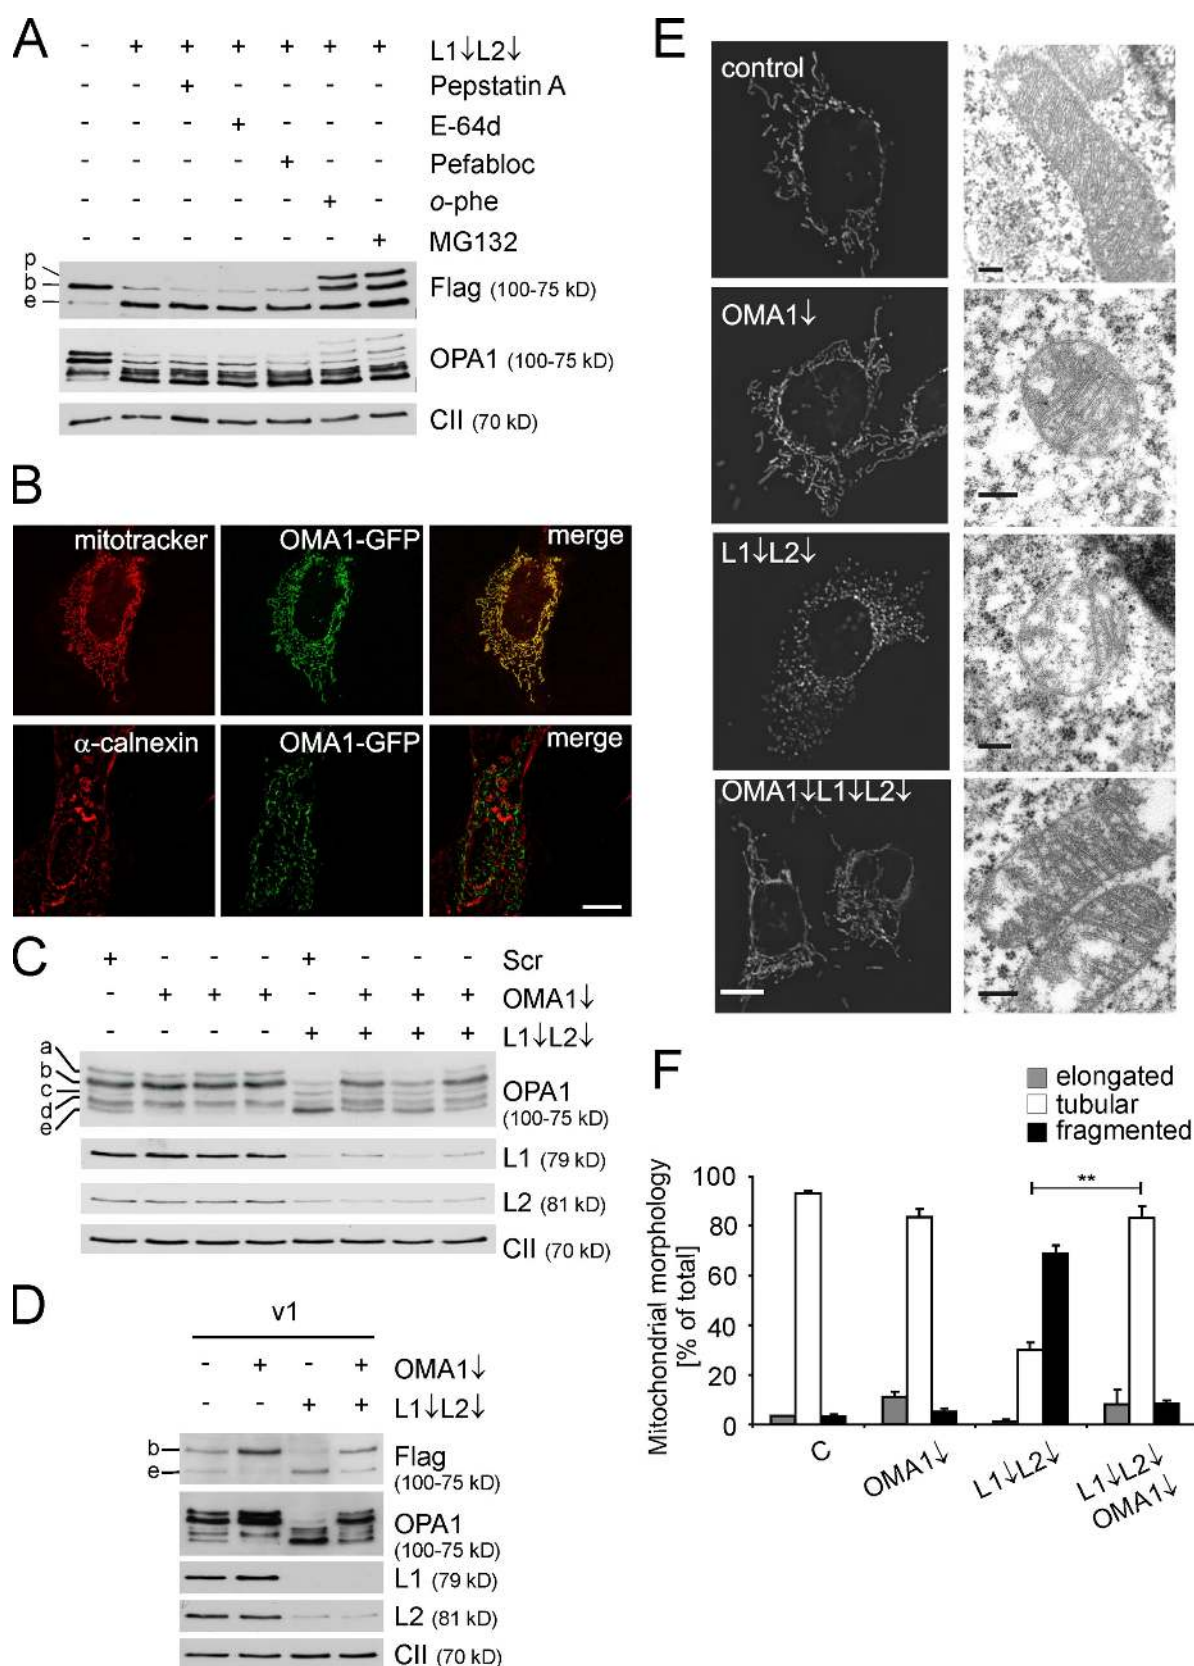 A
- + + + + + + L1↓L2↓
- - + - - - - Pepstatin A
- - - + - - - E-64d
- - - - + - - Pefabloc
- - - - - + - o-phe
- - - - - - + MG132
p
b
e
Flag (100-75 kD)
OPA1 (100-75 kD)
CII (70 kD)
B
mitotracker
OMA1-GFP
merge
α-calnexin
OMA1-GFP
merge
C
+ - - - + - - - Scr
- + + + - + + + OMA1↓
- - - - + + + + L1↓L2↓
a
b
c
d
e
OPA1
(100-75 kD)
L1 (79 kD)
L2 (81 kD)
CII (70 kD)
D
v1
- + - + OMA1↓
- - + + L1↓L2↓
b
e
Flag
(100-75 kD)
OPA1
(100-75 kD)
L1 (79 kD)
L2 (81 kD)
CII (70 kD)
E
control
OMA1↓
L1↓L2↓
OMA1↓L1↓L2↓
F
elongated
tubular
fragmented
Mitochondrial morphology
[% of total]
100
80
60
40
20
0
**
C
OMA1↓
L1↓L2↓
L1↓L2↓
OMA1↓